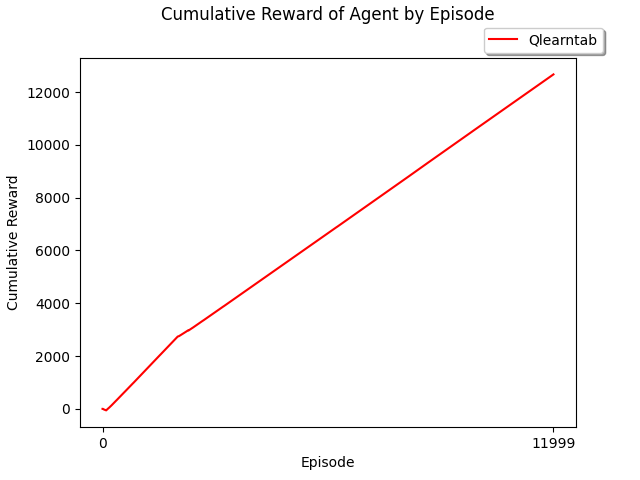 Cumulative Reward of Agent by Episode
Qlearntab
12000
10000
8000
6000
4000
2000
0
Cumulative Reward
0
11999
Episode